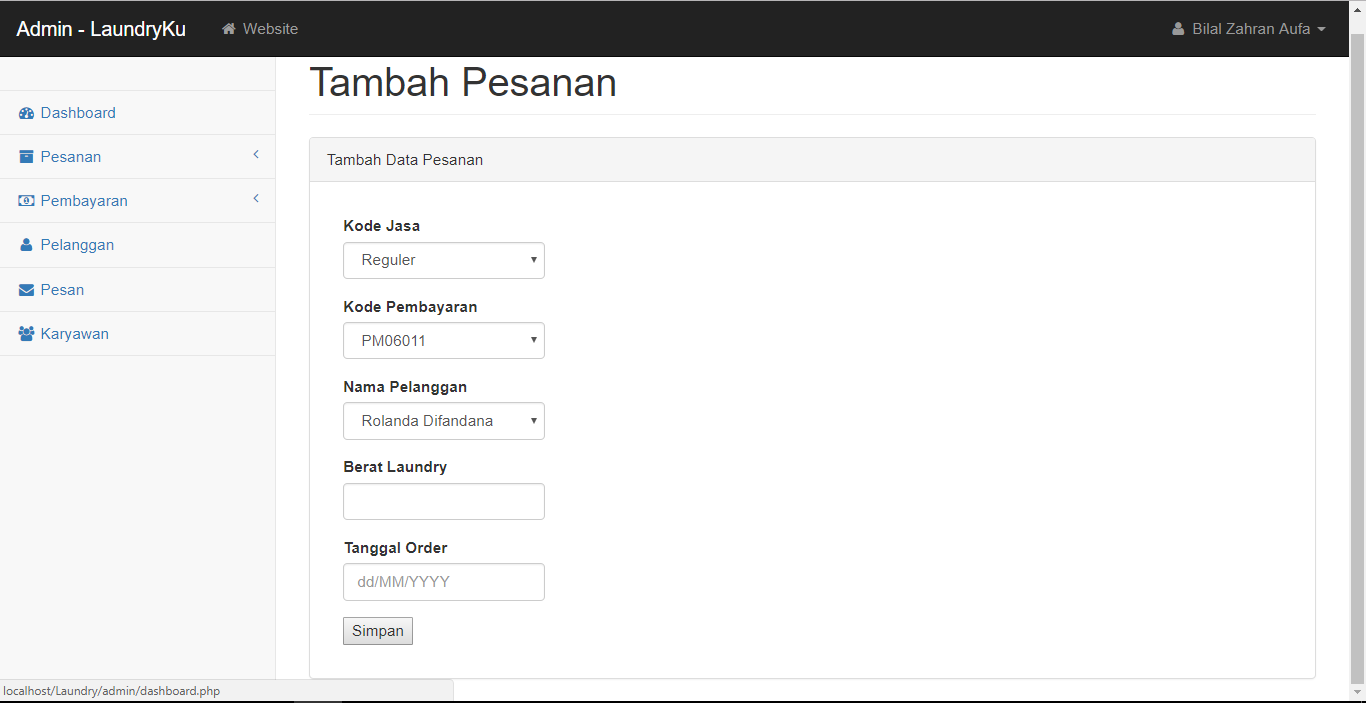 Admin - LaundryKu Website Bilal Zahran Aufa
Tambah Pesanan
Dashboard
Pesanan
Pembayaran
Pelanggan
Pesan
Karyawan
Tambah Data Pesanan
Kode Jasa
Reguler
Kode Pembayaran
PM06011
Nama Pelanggan
Rolanda Difandana
Berat Laundry
Tanggal Order
dd/MM/YYYY
Simpan
localhost/Laundry/admin/dashboard.php